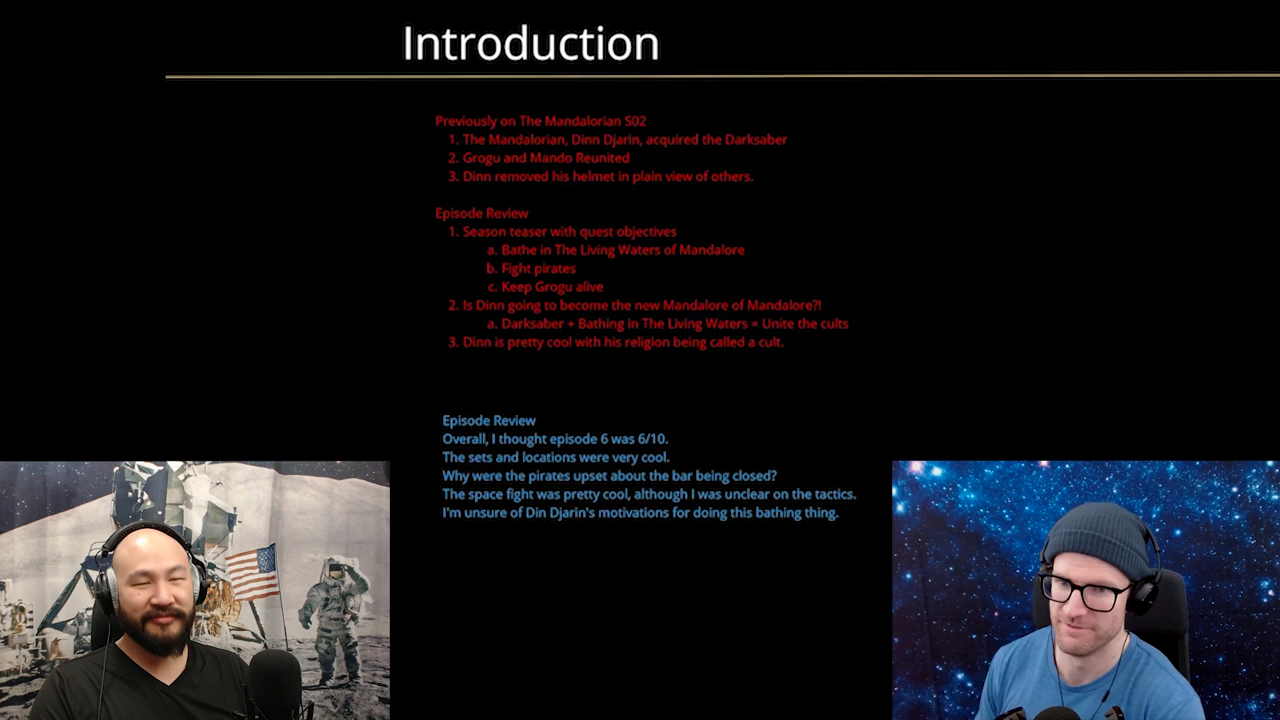 Introduction
Previously on The Mandalorian S02
1. The Mandalorian, Dinn Djarin, acquired the Darksaber
2. Grogu and Mando Reunited
3. Dinn removed his helmet in plain view of others.
Episode Review
1. Season teaser with quest objectives
a. Bathe in The Living Waters of Mandalore
b. Fight pirates
c. Keep Grogu alive
2. Is Dinn going to become the new Mandalore of Mandalore?!
a. Darksaber + Bathing in The Living Waters = Unite the cults
3. Dinn is pretty cool with his religion being called a cult.
Episode Review
Overall, I thought episode 6 was 6/10.
The sets and locations were very cool.
Why were the pirates upset about the bar being closed?
The space fight was pretty cool, although I was unclear on the tactics.
I'm unsure of Din Djarin's motivations for doing this bathing thing.